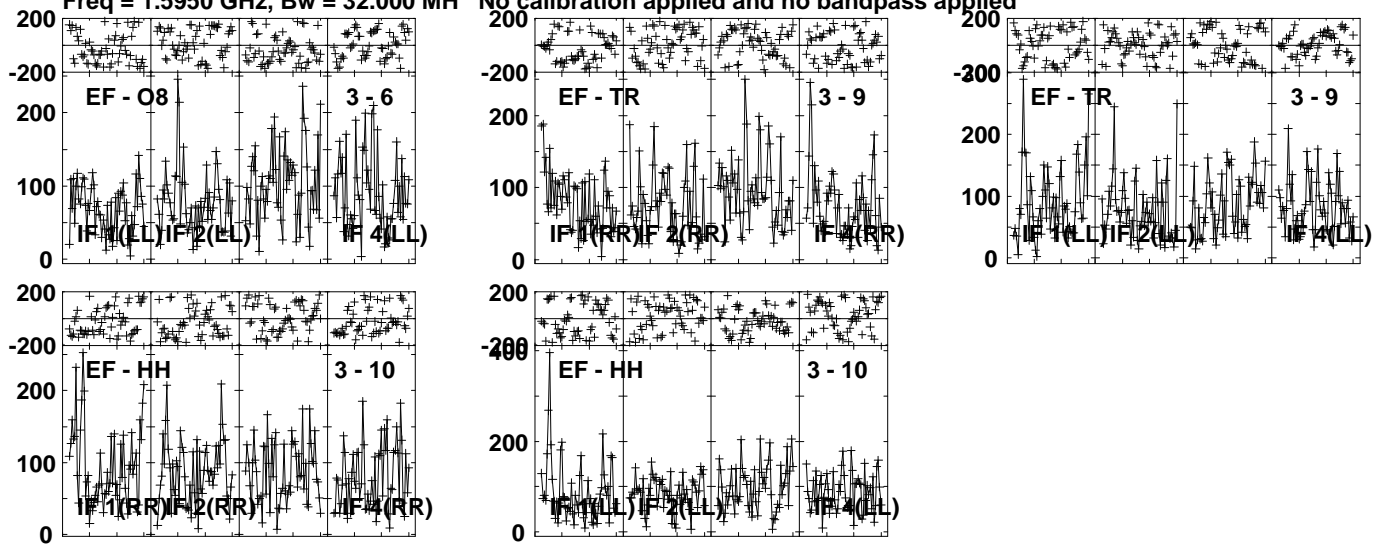 Freq = 1.5950 GHz, Bw = 32.000 MH No calibration applied and no bandpass applied
200
-200
EF - O8 3 - 6
200
100
0
IF 1(LL) IF 2(LL) IF 4(LL)
200
-200
EF - TR 3 - 9
200
100
0
IF 1(RR) IF 2(RR) IF 4(RR)
200
-200
300
EF - TR 3 - 9
200
100
0
IF 1(LL) IF 2(LL) IF 4(LL)
200
-200
EF - HH 3 - 10
200
100
0
IF 1(RR) IF 2(RR) IF 4(RR)
200
-200
400
EF - HH 3 - 10
200
0
IF 1(LL) IF 2(LL) IF 4(LL)